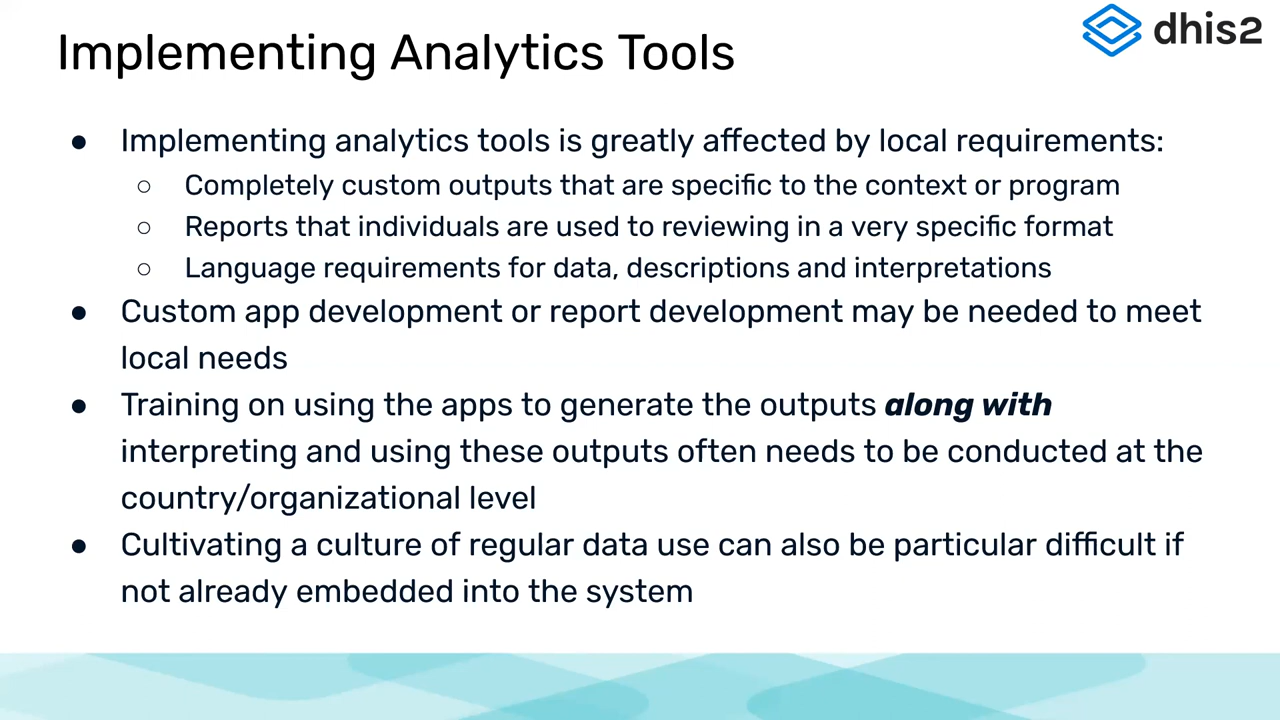 Implementing Analytics Tools
dhis2
● Implementing analytics tools is greatly affected by local requirements:
○ Completely custom outputs that are specific to the context or program
○ Reports that individuals are used to reviewing in a very specific format
○ Language requirements for data, descriptions and interpretations
● Custom app development or report development may be needed to meet
local needs
● Training on using the apps to generate the outputs along with
interpreting and using these outputs often needs to be conducted at the
country/organizational level
● Cultivating a culture of regular data use can also be particular difficult if
not already embedded into the system